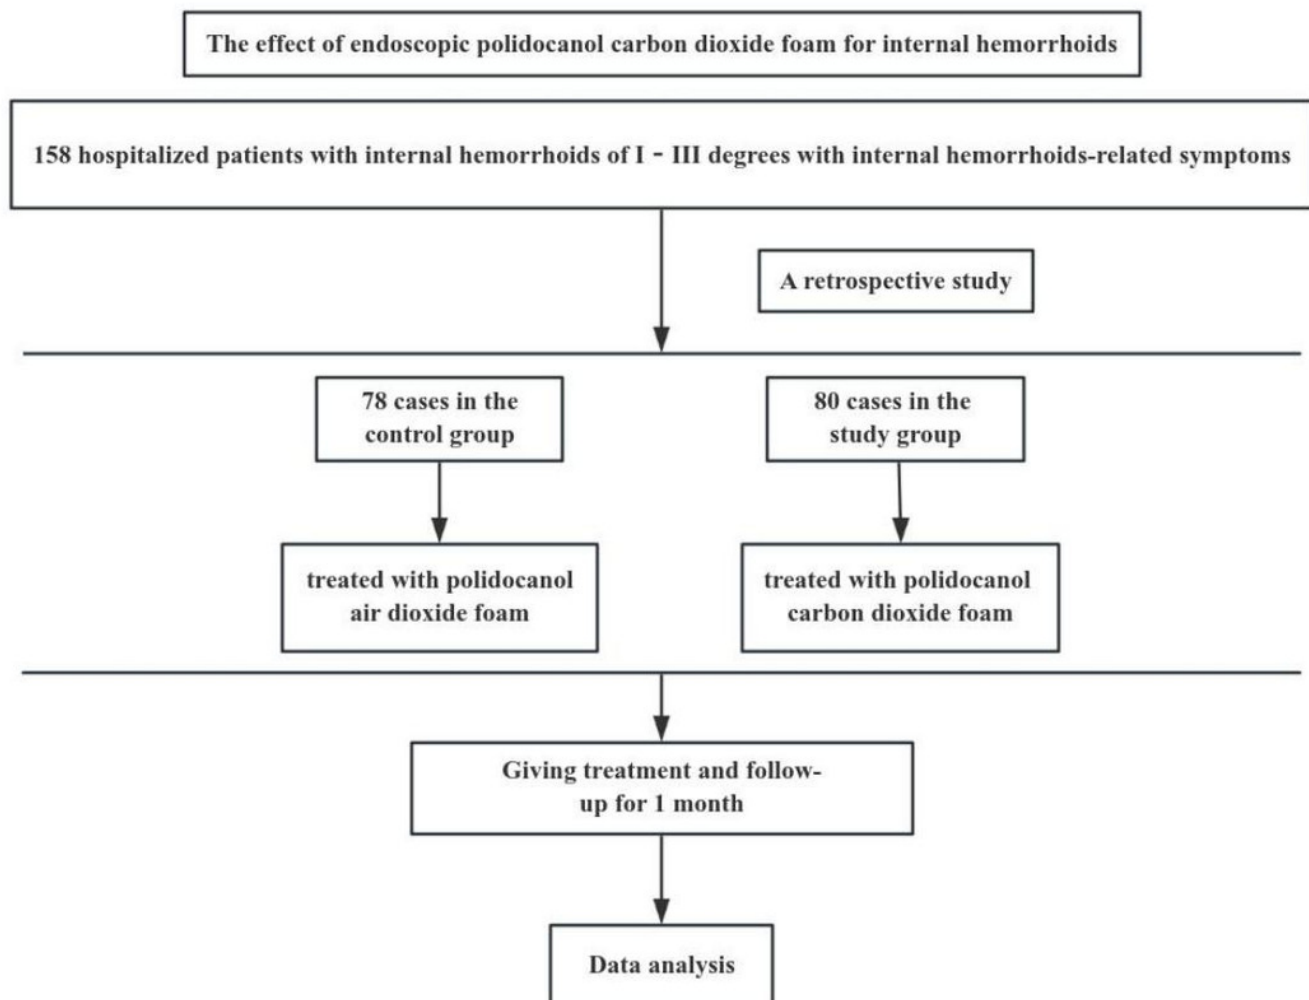 The effect of endoscopic polidocanol carbon dioxide foam for internal hemorrhoids
158 hospitalized patients with internal hemorrhoids of I - III degrees with internal hemorrhoids-related symptoms
A retrospective study
78 cases in the
control group
80 cases in the
study group
treated with polidocanol
air dioxide foam
treated with polidocanol
carbon dioxide foam
Giving treatment and follow-
up for 1 month
Data analysis